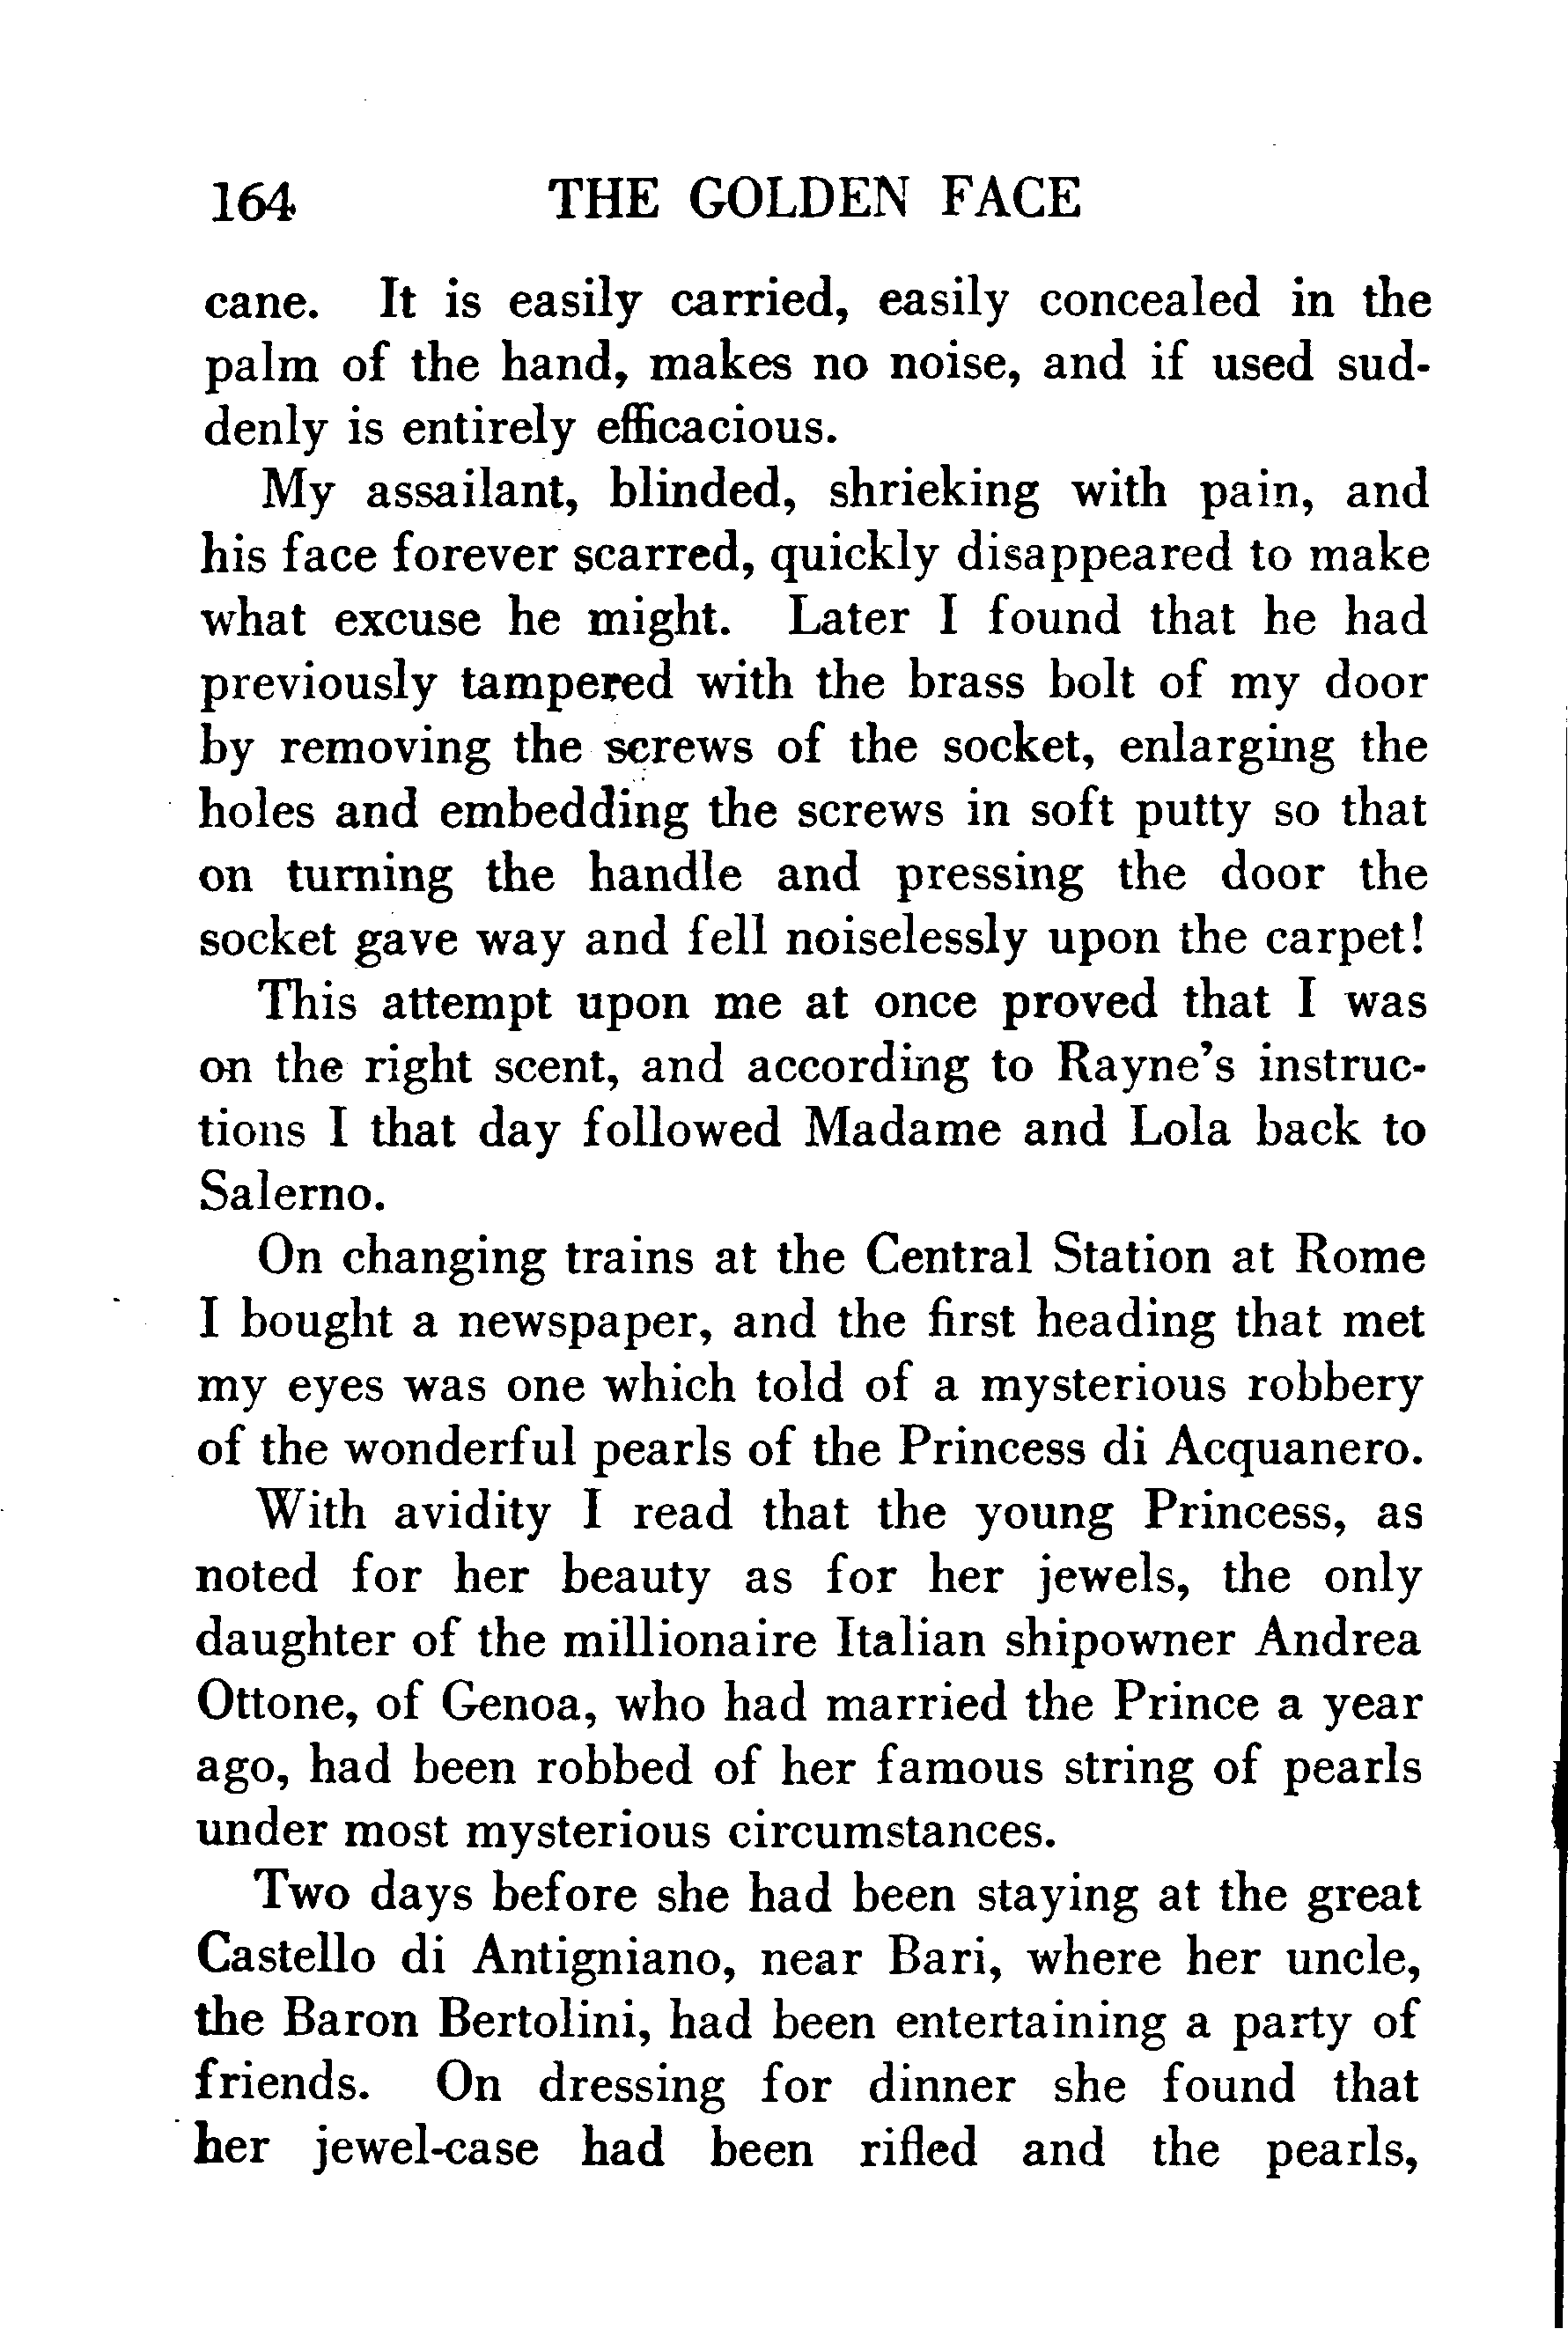 164 THE GOLDEN FACE
cane. It is easily carried, easily concealed in the
palm of the hand, makes no noise, and if used sud-
denly is entirely efficacious.
My assailant, blinded, shrieking with pain, and
his face forever scarred, quickly disappeared to make
what excuse he might. Later I found that he had
previously tampered with the brass bolt of my door
by removing the screws of the socket, enlarging the
holes and embedding the screws in soft putty so that
on turning the handle and pressing the door the
socket gave way and fell noiselessly upon the carpet!
This attempt upon me at once proved that I was
on the right scent, and according to Rayne's instruc-
tions I that day followed Madame and Lola back to
Salerno.
On changing trains at the Central Station at Rome
I bought a newspaper, and the first heading that met
my eyes was one which told of a mysterious robbery
of the wonderful pearls of the Princess di Acquanero.
With avidity I read that the young Princess, as
noted for her beauty as for her jewels, the only
daughter of the millionaire Italian shipowner Andrea
Ottone, of Genoa, who had married the Prince a year
ago, had been robbed of her famous string of pearls
under most mysterious circumstances.
Two days before she had been staying at the great
Castello di Antigniano, near Bari, where her uncle,
the Baron Bertolini, had been entertaining a party of
friends. On dressing for dinner she found that
her jewel-case had been rifled and the pearls,